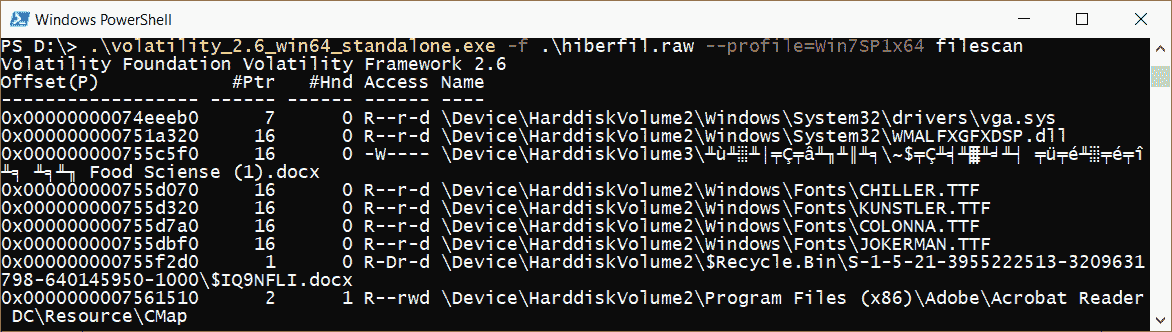 Windows PowerShell
PS D:\> .\volatility_2.6_win64_standalone.exe -f .\hiberfil.raw --profile=Win7SP1x64 filescan
Volatility Foundation Volatility Framework 2.6
Offset(P)            #Ptr   #Hnd Access Name
------------------ ------ ------ ------ ----
0x00000000074eeeb0      7      0 R--r-d \Device\HarddiskVolume2\Windows\System32\drivers\vga.sys
0x000000000751a320     16      0 R--r-d \Device\HarddiskVolume2\Windows\System32\WMALFXGFXDSP.dll
0x000000000755c5f0     16      0 -W---- \Device\HarddiskVolume3\
Food Sciense (1).docx
0x000000000755d070     16      0 R--r-d \Device\HarddiskVolume2\Windows\Fonts\CHILLER.TTF
0x000000000755d320     16      0 R--r-d \Device\HarddiskVolume2\Windows\Fonts\KUNSTLER.TTF
0x000000000755d7a0     16      0 R--r-d \Device\HarddiskVolume2\Windows\Fonts\COLONNA.TTF
0x000000000755dbf0     16      0 R--r-d \Device\HarddiskVolume2\Windows\Fonts\JOKERMAN.TTF
0x000000000755f2d0      1      0 R-Dr-d \Device\HarddiskVolume2\$Recycle.Bin\S-1-5-21-3955222513-3209631
798-640145950-1000\$IQ9NFLI.docx
0x0000000007561510      2      1 R--rwd \Device\HarddiskVolume2\Program Files (x86)\Adobe\Acrobat Reader
DC\Resource\CMap